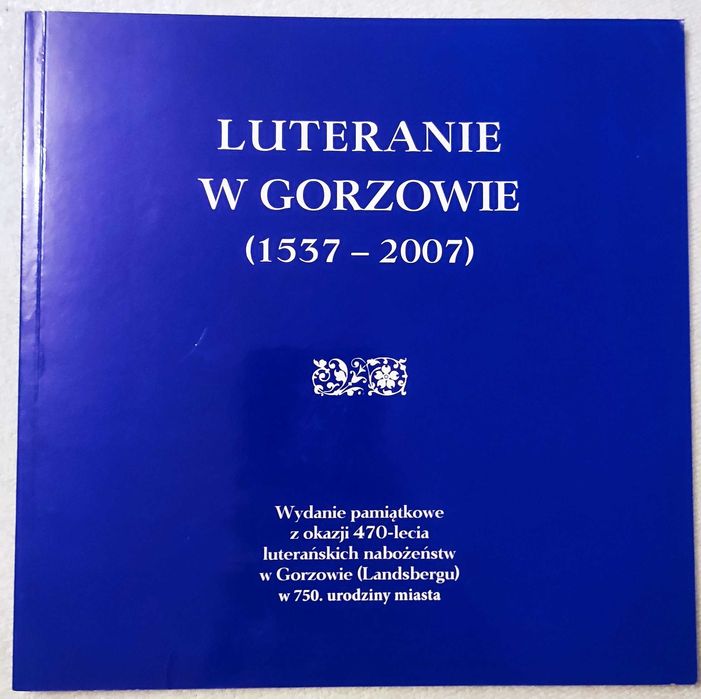 LUTERANIE
W GORZOWIE
(1537 – 2007)
Wydanie pamiątkowe
z okazji 470-lecia
luterańskich nabożeństw
w Gorzowie (Landsbergu)
w 750. urodziny miasta